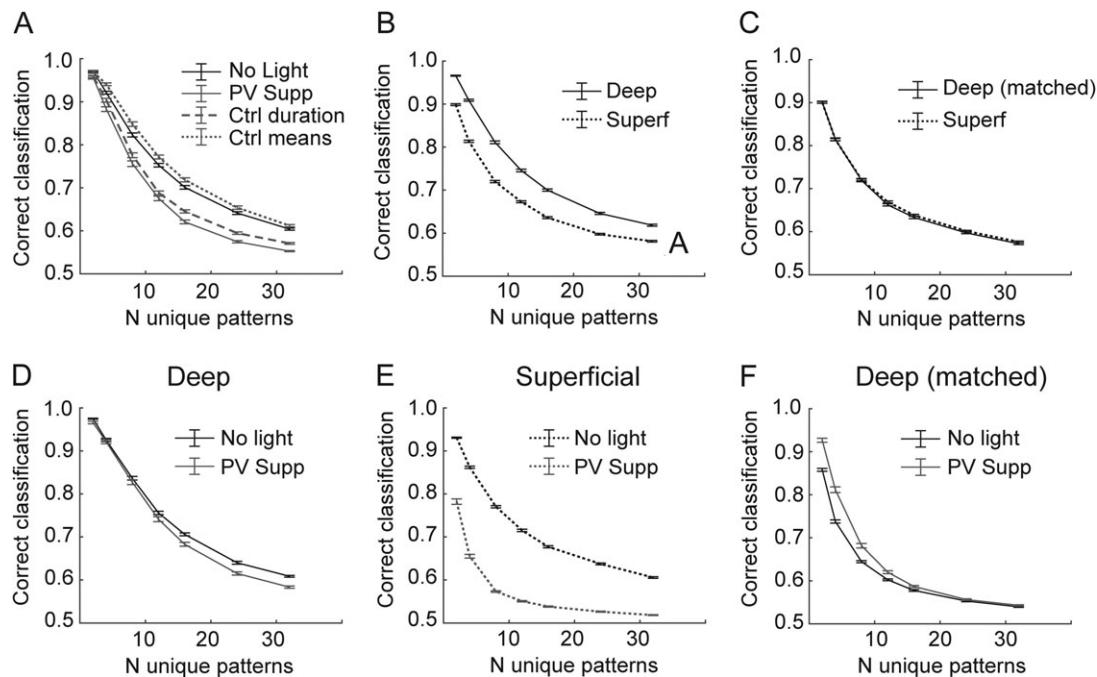 A
Correct classification
1.0
0.9
0.8
0.7
0.6
0.5
10
20
30
N unique patterns
No Light
PV Supp
Ctrl duration
Ctrl means
B
Correct classification
1.0
0.9
0.8
0.7
0.6
0.5
10
20
30
N unique patterns
Deep
Superf
A
C
Correct classification
1.0
0.9
0.8
0.7
0.6
0.5
10
20
30
N unique patterns
Deep (matched)
Superf
D
Deep
Correct classification
1.0
0.9
0.8
0.7
0.6
0.5
10
20
30
N unique patterns
No light
PV Supp
E
Superficial
Correct classification
1.0
0.9
0.8
0.7
0.6
0.5
10
20
30
N unique patterns
No light
PV Supp
F
Deep (matched)
Correct classification
1.0
0.9
0.8
0.7
0.6
0.5
10
20
30
N unique patterns
No light
PV Supp